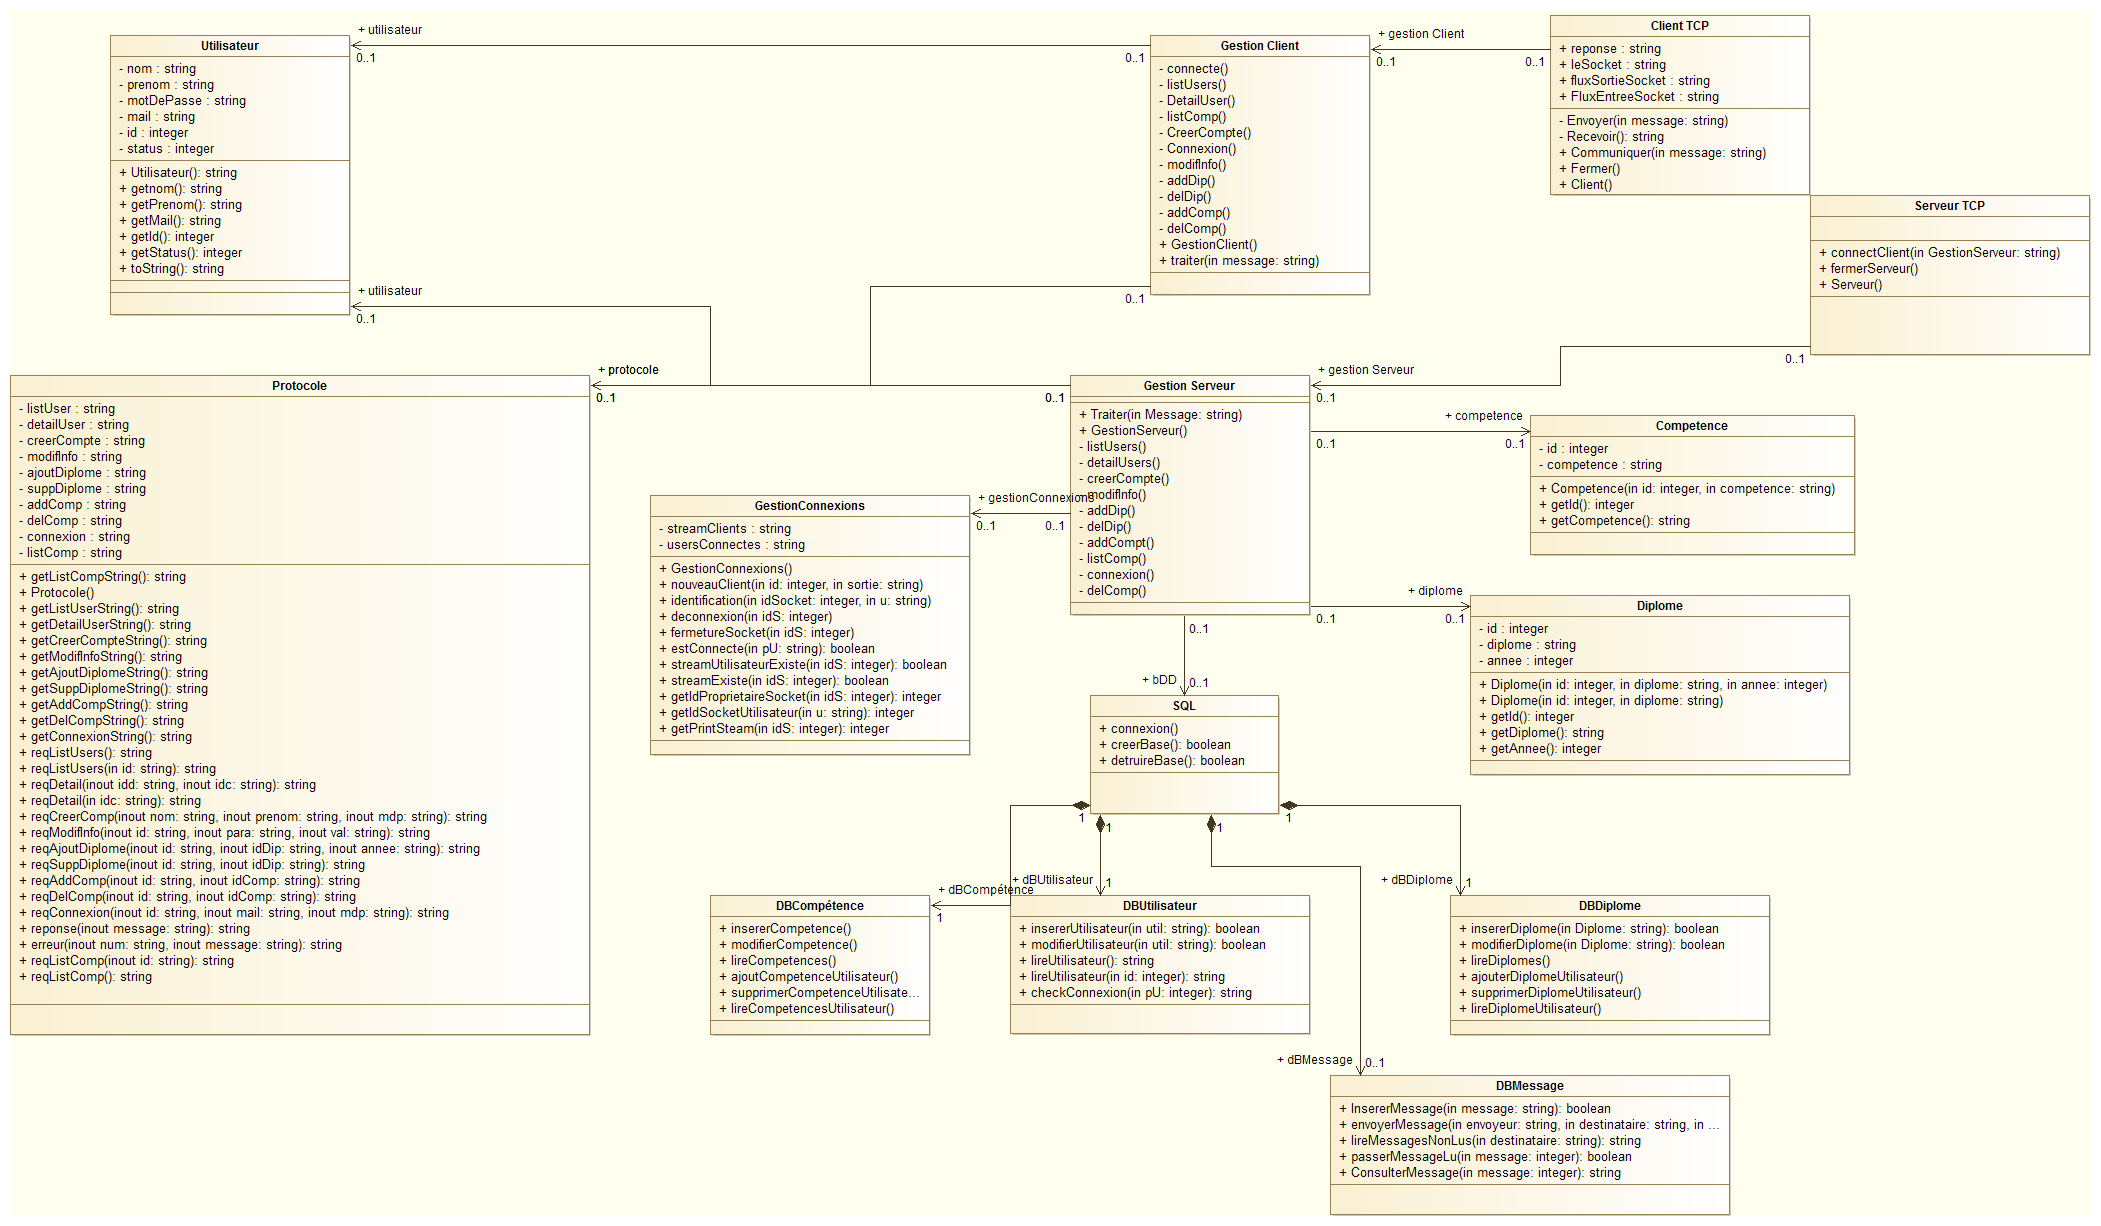 Utilisateur
- nom : string
- prenom : string
- motDePasse : string
- mail : string
- id : integer
- status : integer
+ Utilisateur(): string
+ getnom(): string
+ getPrenom(): string
+ getMail(): string
+ getId(): integer
+ getStatus(): integer
+ toString(): string
+ utilisateur
0..1
0..1
Gestion Client
- connecte()
- listUsers()
- DetailUser()
- listComp()
- CreerCompte()
- Connexion()
- modifInfo()
- addDip()
- delDip()
- addComp()
- delComp()
+ GestionClient()
+ traiter(in message: string)
+ gestion Client
0..1
0..1
Client TCP
+ reponse : string
+ leSocket : string
+ fluxSortieSocket : string
+ FluxEntreeSocket : string
- Envoyer(in message: string)
- Recevoir(): string
+ Communiquer(in message: string)
+ Fermer()
+ Client()
Serveur TCP
+ connectClient(in GestionServeur: string)
+ fermerServeur()
+ Serveur()
0..1
+ utilisateur
0..1
0..1
+ protocole
0..1
0..1
+ gestion Serveur
0..1
Protocole
- listUser : string
- detailUser : string
- creerCompte : string
- modifInfo : string
- ajoutDiplome : string
- suppDiplome : string
- addComp : string
- delComp : string
- connexion : string
- listComp : string
+ getListCompString(): string
+ Protocole()
+ getListUserString(): string
+ getDetailUserString(): string
+ getCreerCompteString(): string
+ getModifInfoString(): string
+ getAjoutDiplomeString(): string
+ getSuppDiplomeString(): string
+ getAddCompString(): string
+ getDelCompString(): string
+ getConnexionString(): string
+ reqListUsers(): string
+ reqListUsers(in id: string): string
+ reqDetail(inout idd: string, inout idc: string): string
+ reqDetail(in idc: string): string
+ reqCreerComp(inout nom: string, inout prenom: string, inout mdp: string): string
+ reqModifInfo(inout id: string, inout para: string, inout val: string): string
+ reqAjoutDiplome(inout id: string, inout idDip: string, inout annee: string): string
+ reqSuppDiplome(inout id: string, inout idDip: string): string
+ reqAddComp(inout id: string, inout idComp: string): string
+ reqDelComp(inout id: string, inout idComp: string): string
+ reqConnexion(inout id: string, inout mail: string, inout mdp: string): string
+ reponse(inout message: string): string
+ erreur(inout num: string, inout message: string): string
+ reqListComp(inout id: string): string
+ reqListComp(): string
Gestion Serveur
+ Traiter(in Message: string)
+ GestionServeur()
- listUsers()
- detailUsers()
- creerCompte()
- modifInfo()
- addDip()
- delDip()
- addCompt()
- listComp()
- connexion()
- delComp()
+ competence
0..1
0..1
Competence
- id : integer
- competence : string
+ Competence(in id: integer, in competence: string)
+ getId(): integer
+ getCompetence(): string
+ gestionConnexions
0..1
0..1
GestionConnexions
- streamClients : string
- usersConnectes : string
+ GestionConnexions()
+ nouveauClient(in id: integer, in sortie: string)
+ identification(in idSocket: integer, in u: string)
+ deconnexion(in idS: integer)
+ fermetureSocket(in idS: integer)
+ estConnecte(in pU: string): boolean
+ streamUtilisateurExiste(in idS: integer): boolean
+ streamExiste(in idS: integer): boolean
+ getIdProprietaireSocket(in idS: integer): integer
+ getIdSocketUtilisateur(in u: string): integer
+ getPrintSteam(in idS: integer): integer
+ diplome
0..1
0..1
Diplome
- id : integer
- diplome : string
- annee : integer
+ Diplome(in id: integer, in diplome: string, in annee: integer)
+ Diplome(in id: integer, in diplome: string)
+ getId(): integer
+ getDiplome(): string
+ getAnnee(): integer
0..1
+ bDD
0..1
SQL
+ connexion()
+ creerBase(): boolean
+ detruireBase(): boolean
1
1
1
1
+ dBCompétence
1
+ dBUtilisateur
1
+ dBDiplome
1
DBCompétence
+ insererCompetence()
+ modifierCompetence()
+ lireCompetences()
+ ajoutCompetenceUtilisateur()
+ supprimerCompetenceUtilisate...
+ lireCompetencesUtilisateur()
DBUtilisateur
+ insererUtilisateur(in util: string): boolean
+ modifierUtilisateur(in util: string): boolean
+ lireUtilisateur(): string
+ lireUtilisateur(in id: integer): string
+ checkConnexion(in pU: integer): string
DBDiplome
+ insererDiplome(in Diplome: string): boolean
+ modifierDiplome(in Diplome: string): boolean
+ lireDiplomes()
+ ajouterDiplomeUtilisateur()
+ supprimerDiplomeUtilisateur()
+ lireDiplomeUtilisateur()
+ dBMessage
0..1
DBMessage
+ InsererMessage(in message: string): boolean
+ envoyerMessage(in envoyeur: string, in destinataire: string, in ...
+ lireMessagesNonLus(in destinataire: string): string
+ passerMessageLu(in message: integer): boolean
+ ConsulterMessage(in message: integer): string